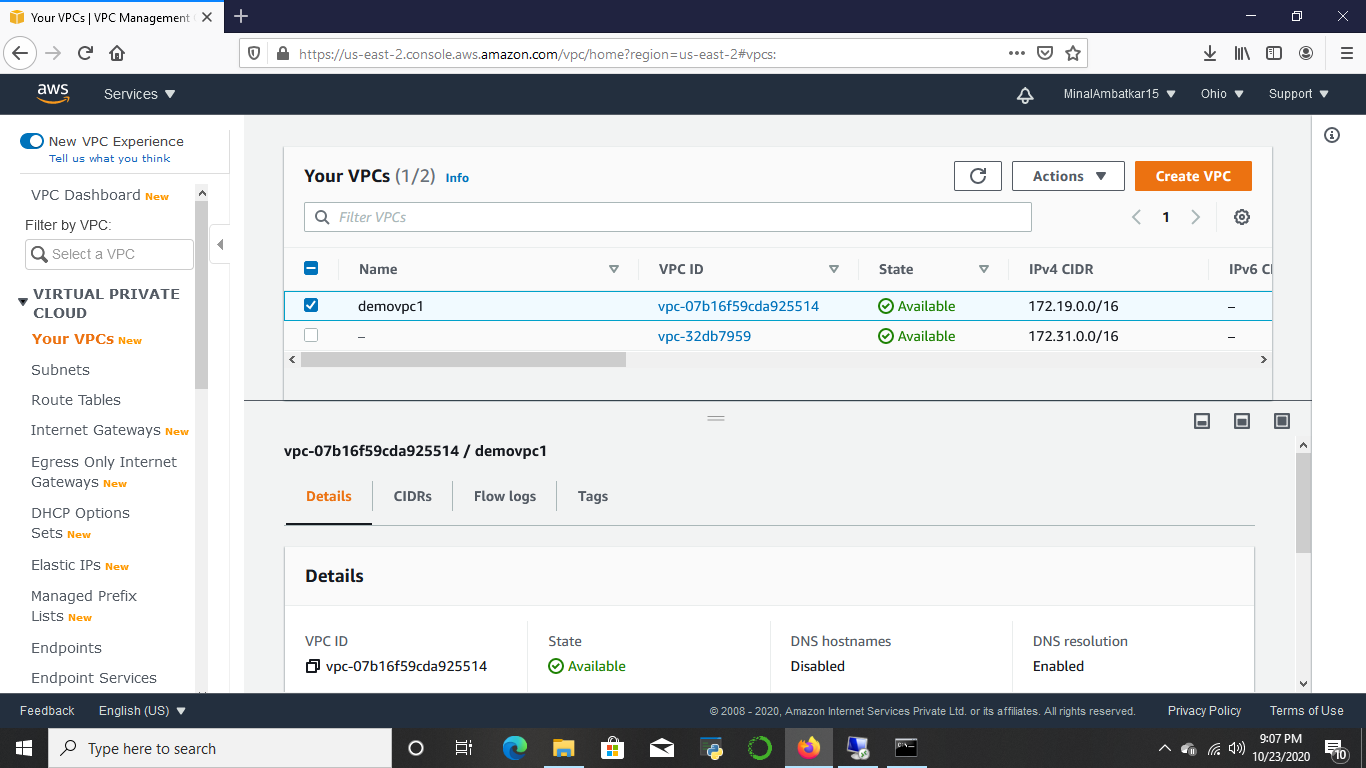 Your VPCs | VPC Management
https://us-east-2.console.aws.amazon.com/vpc/home?region=us-east-2#vpcs:
aws
Services
MinalAmbatkar15
Ohio
Support
New VPC Experience
Tell us what you think
VPC Dashboard New
Filter by VPC:
Select a VPC
VIRTUAL PRIVATE
CLOUD
Your VPCs New
Subnets
Route Tables
Internet Gateways New
Egress Only Internet
Gateways New
DHCP Options
Sets New
Elastic IPs New
Managed Prefix
Lists New
Endpoints
Endpoint Services
Your VPCs (1/2) Info
Actions
Create VPC
Filter VPCs
1
Name VPC ID State IPv4 CIDR IPv6 CI
demovpc1 vpc-07b16f59cda925514 Available 172.19.0.0/16 –
– vpc-32db7959 Available 172.31.0.0/16 –
vpc-07b16f59cda925514 / demovpc1
Details CIDRs Flow logs Tags
Details
VPC ID State DNS hostnames DNS resolution
vpc-07b16f59cda925514 Available Disabled Enabled
Feedback English (US) © 2008 - 2020, Amazon Internet Services Private Ltd. or its affiliates. All rights reserved. Privacy Policy Terms of Use
Type here to search
9:07 PM
10/23/2020
10